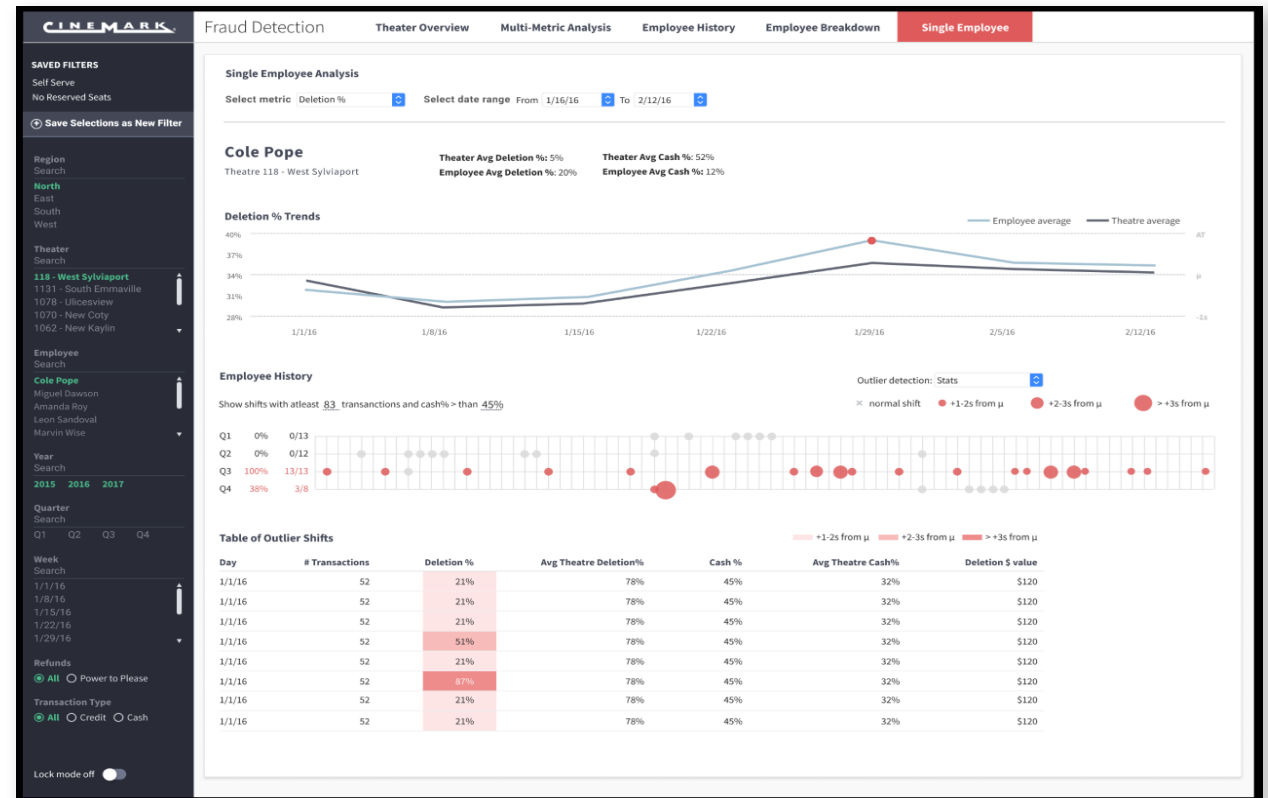 CINEMARK.
Fraud Detection
Theater Overview
Multi-Metric Analysis
Employee History
Employee Breakdown
Single Employee
SAVED FILTERS
Self Serve
No Reserved Seats
Save Selections as New Filter
Region
Search
North
East
South
West
Theater
Search
118 - West Sylviaport
1131 - South Emmaville
1078 - Ulicesview
1070 - New Coty
1062 - New Kaylin
Employee
Search
Cole Pope
Miguel Dawson
Amanda Roy
Leon Sandoval
Marvin Wise
Year
Search
2015 2016 2017
Quarter
Search
Q1 Q2 Q3 Q4
Week
Search
1/1/16
1/8/16
1/15/16
1/22/16
1/29/16
Refunds
All Power to Please
Transaction Type
All Credit Cash
Lock mode off
Single Employee Analysis
Select metric Deletion % Select date range From 1/16/16 To 2/12/16
Cole Pope
Theatre 118 - West Sylviaport
Theater Avg Deletion %: 5% Theater Avg Cash %: 52%
Employee Avg Deletion %: 20% Employee Avg Cash %: 12%
Deletion % Trends
Employee average Theatre average
40% AT
37%
34% μ
31%
28% -1s
1/1/16 1/8/16 1/15/16 1/22/16 1/29/16 2/5/16 2/12/16
Employee History
Outlier detection: Stats
Show shifts with atleast 83 transanctions and cash% > than 45%
× normal shift +1-2s from μ +2-3s from μ > +3s from μ
Q1 0% 0/13
Q2 0% 0/12
Q3 100% 13/13
Q4 38% 3/8
Table of Outlier Shifts
+1-2s from μ +2-3s from μ > +3s from μ
Day # Transactions Deletion % Avg Theatre Deletion% Cash % Avg Theatre Cash% Deletion $ value
1/1/16 52 21% 78% 45% 32% $120
1/1/16 52 21% 78% 45% 32% $120
1/1/16 52 21% 78% 45% 32% $120
1/1/16 52 51% 78% 45% 32% $120
1/1/16 52 21% 78% 45% 32% $120
1/1/16 52 87% 78% 45% 32% $120
1/1/16 52 21% 78% 45% 32% $120
1/1/16 52 21% 78% 45% 32% $120